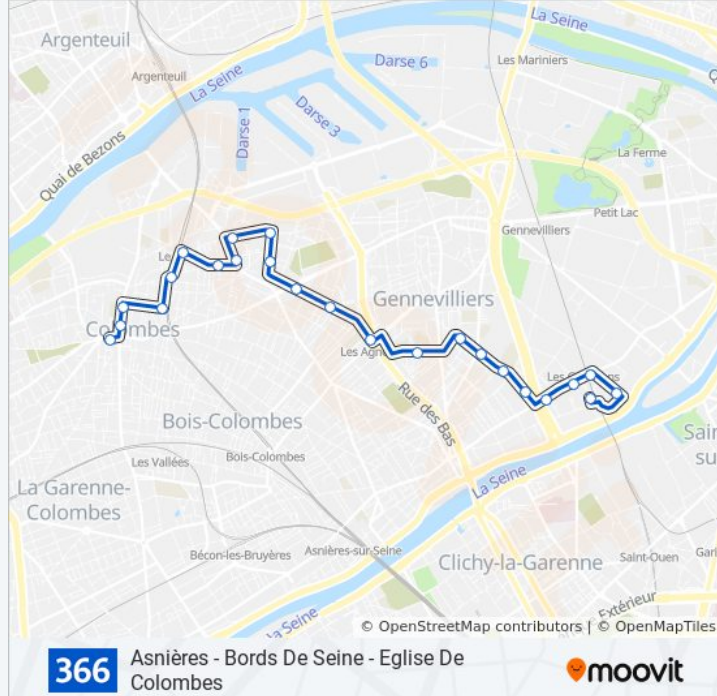 La Seine
Argenteuil
Les Mariniers
Darse 6
Argenteuil
La Seine
Darse 3
Darse 1
Quai de Bezons
La Ferme
Petit Lac
Gennevilliers
Gennevilliers
Colombes
Les
Rue des Bas
Bois-Colombes
Les Vallées
Bois-Colombes
La Garenne-
Colombes
La Seine
Bécon-les-Bruyères
Asnières-sur-Seine
Clichy-la-Garenne
Saint-Ouen
Extérieur
La Seine
© OpenStreetMap contributors | © OpenMapTiles
366
Asnières - Bords De Seine - Eglise De
Colombes
moovit